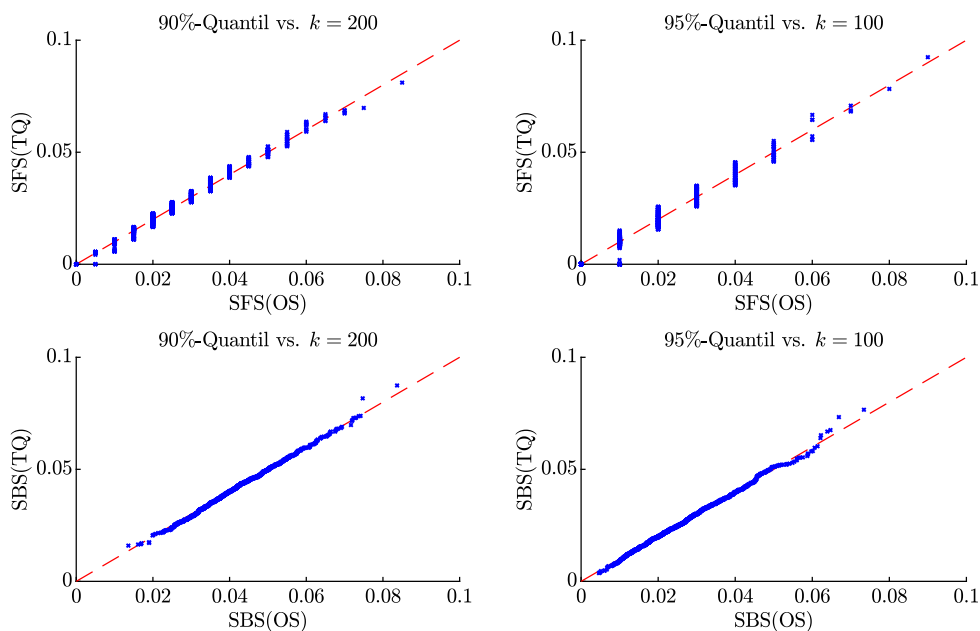 90%-Quantil vs. k = 200
0.1
0.05
0
SFS(TQ)
0 0.02 0.04 0.06 0.08 0.1
SFS(OS)
95%-Quantil vs. k = 100
0.1
0.05
0
SFS(TQ)
0 0.02 0.04 0.06 0.08 0.1
SFS(OS)
90%-Quantil vs. k = 200
0.1
0.05
0
SBS(TQ)
0 0.02 0.04 0.06 0.08 0.1
SBS(OS)
95%-Quantil vs. k = 100
0.1
0.05
0
SBS(TQ)
0 0.02 0.04 0.06 0.08 0.1
SBS(OS)